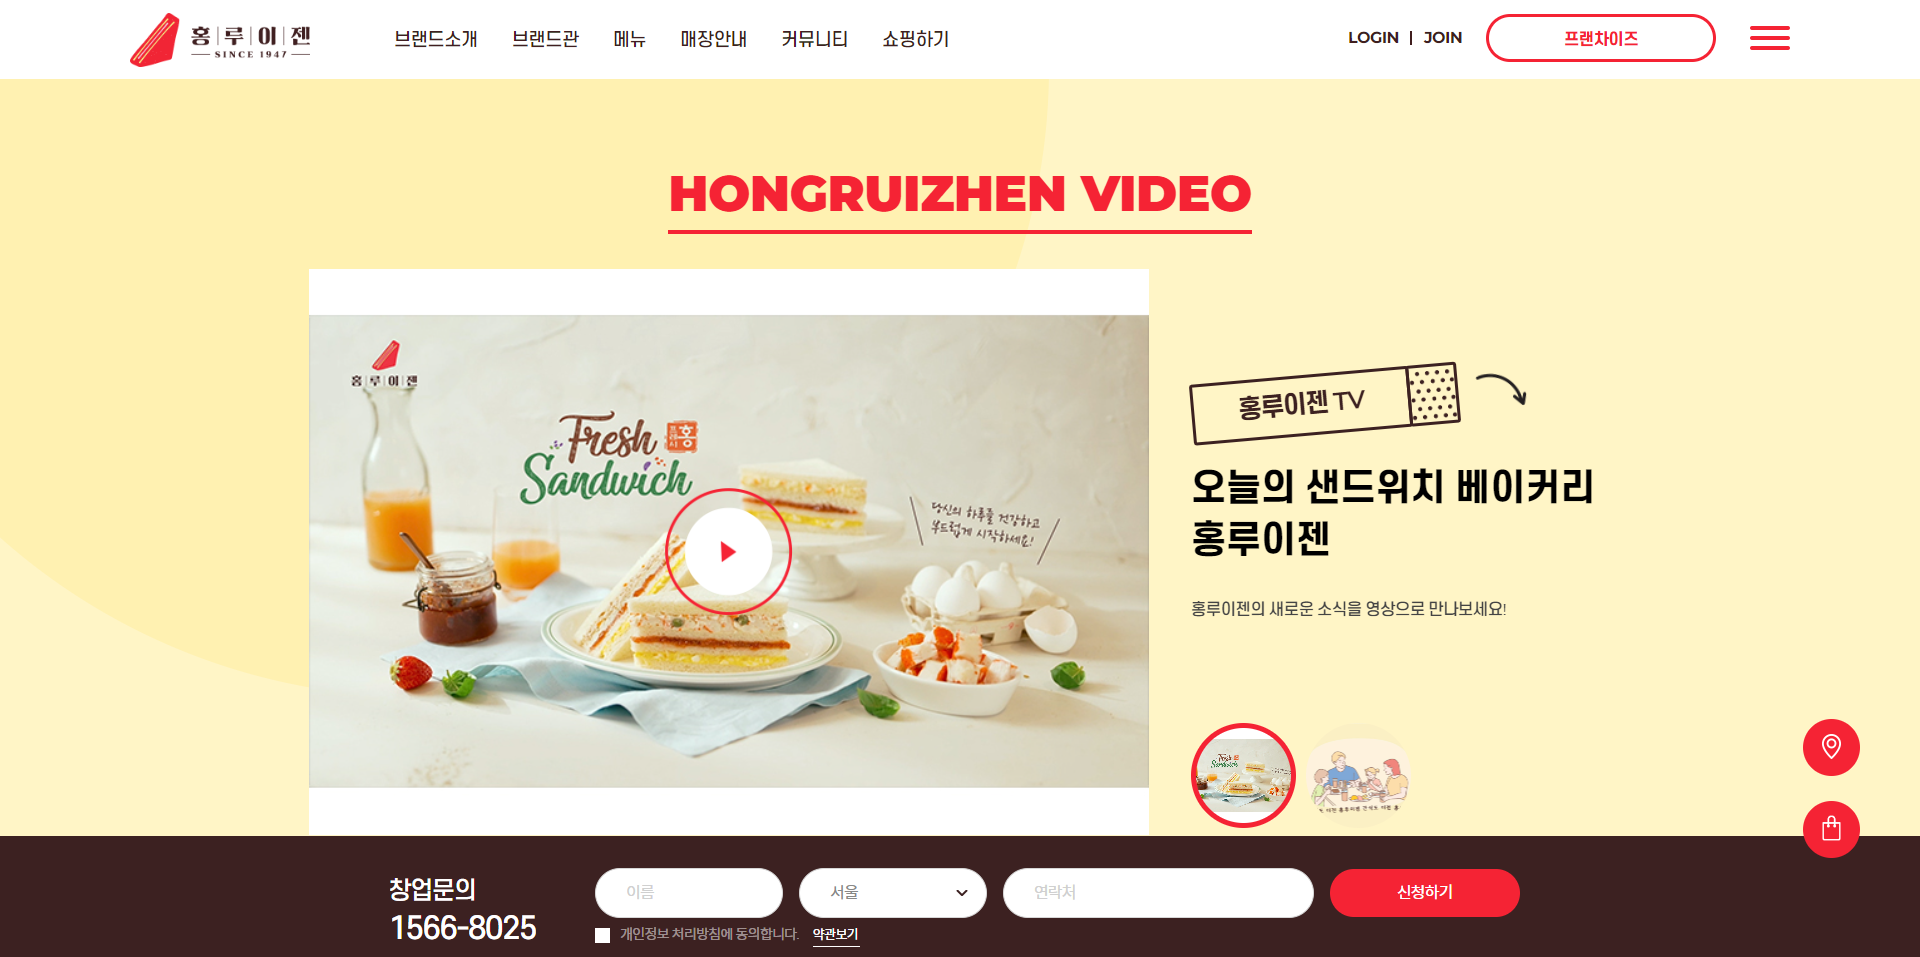 홍루이젠
SINCE 1947
브랜드소개
브랜드관
메뉴
매장안내
커뮤니티
쇼핑하기
LOGIN
JOIN
프랜차이즈
HONGRUIZHEN VIDEO
홍루이젠
Fresh
Sandwich
당신의 하루를 건강하고
부드럽게 시작하세요!
홍루이젠 TV
오늘의 샌드위치 베이커리
홍루이젠
홍루이젠의 새로운 소식을 영상으로 만나보세요!
Fresh
Sandwich
창업문의
1566-8025
이름
서울
연락처
신청하기
개인정보 처리방침에 동의합니다.
약관보기